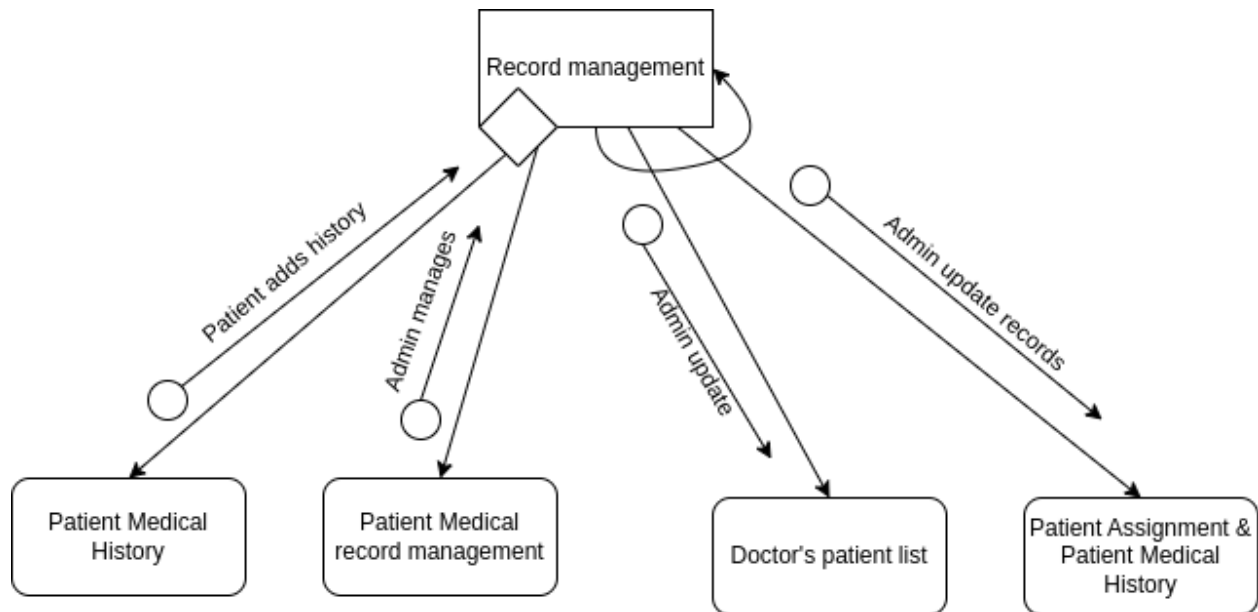 Record management
Patient adds history
Admin manages
Admin update
Admin update records
Patient Medical
History
Patient Medical
record management
Doctor's patient list
Patient Assignment &
Patient Medical
History